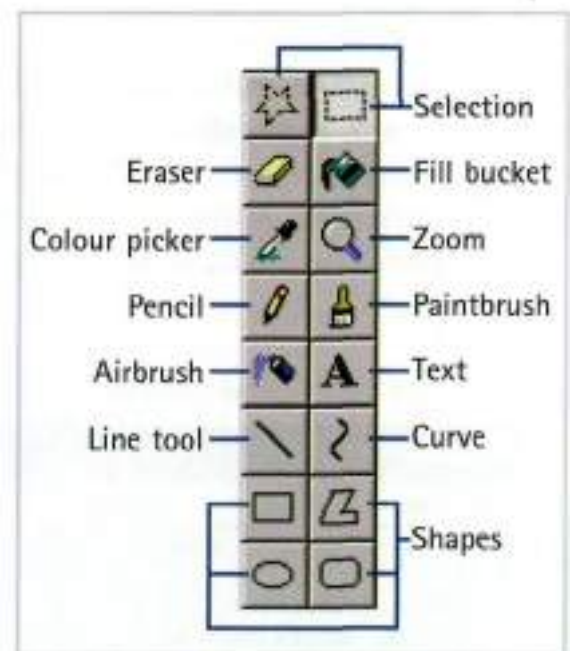 Selection
Eraser
Fill bucket
Colour picker
Zoom
Pencil
Paintbrush
Airbrush
A
Text
Line tool
Curve
Shapes